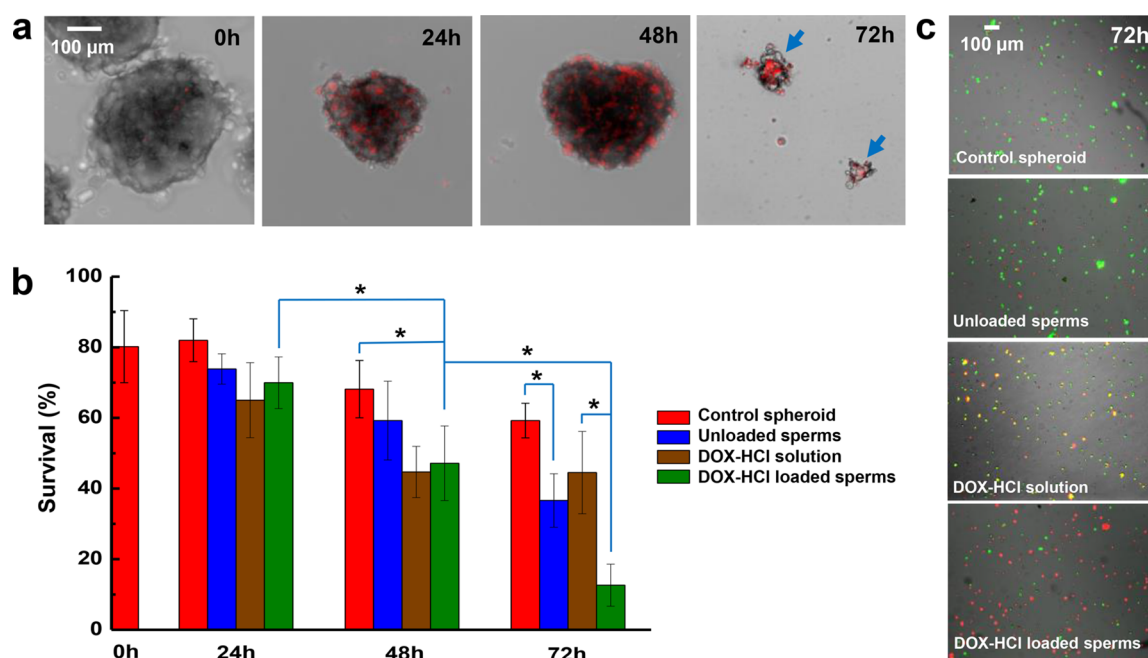 a
100 µm
0h
24h
48h
72h
c
100 µm
72h
Control spheroid
Unloaded sperms
DOX-HCl solution
DOX-HCl loaded sperms
b
Survival (%)
100
80
60
40
20
0
*
*
*
*
*
0h
24h
48h
72h
Control spheroid
Unloaded sperms
DOX-HCl solution
DOX-HCl loaded sperms